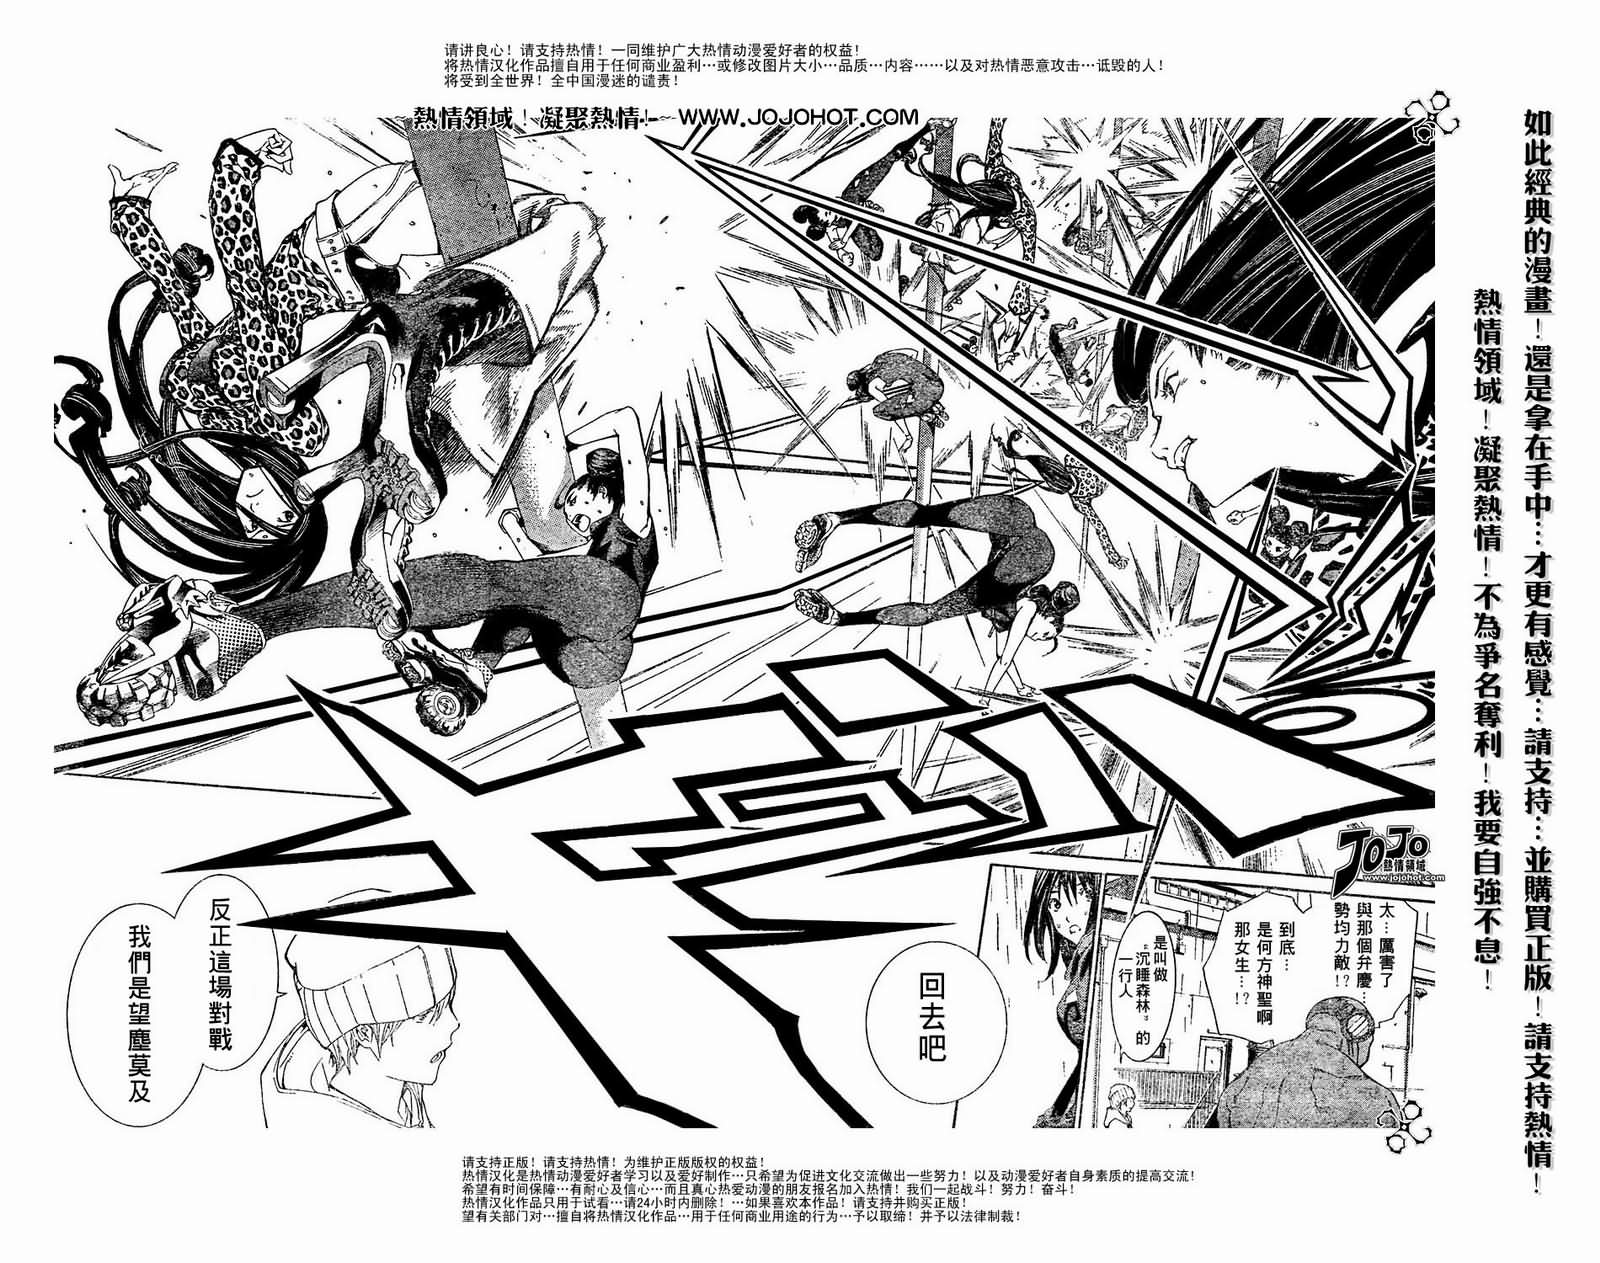 请讲良心！请支持热情！一同维护广大热情动漫爱好者的权益！
将热情汉化作品擅自用于任何商业盈利…或修改图片大小…品质…内容……以及对热情恶意攻击…诋毁的人！
将受到全世界！全中国漫迷的谴责！
熱情領域！凝聚熱情！ WWW.JOJOHOT.COM
如此經典的漫畫！還是拿在手中…才更有感覺…請支持…並購買正版！請支持熱情！
熱情領域！凝聚熱情！不為爭名奪利！我要自強不息！
JOJO
熱情領域
www.jojohot.com
太…厲害了
與那個弁慶…
勢均力敵？！
到底…
是何方神聖啊
那女生…？！
是叫做
“沉睡森林”的
一行人
回去吧
反正這場對戰
我們是望塵莫及
请支持正版！请支持热情！为维护正版版权的权益！
热情汉化是热情动漫爱好者学习以及爱好制作…只希望为促进文化交流做出一些努力！以及动漫爱好者自身素质的提高交流！
希望有时间保障…有耐心及信心…而且真心热爱动漫的朋友报名加入热情！我们一起战斗！努力！奋斗！
热情汉化作品只用于试看…请24小时内删除！…如果喜欢本作品！请支持并购买正版！
望有关部门对…擅自将热情汉化作品…用于任何商业用途的行为…予以取缔！并予以法律制裁！